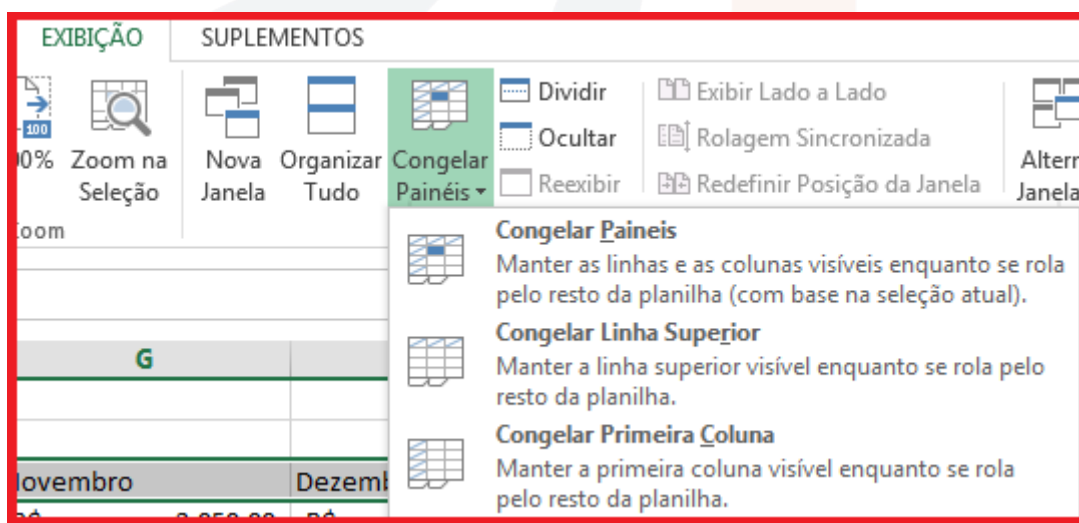 EXIBIÇÃO SUPLEMENTOS
Dividir Exibir Lado a Lado
100 Ocultar Rolagem Sincronizada
Zoom na Nova Organizar Congelar
Seleção Janela Tudo Painéis Reexibir Redefinir Posição da Janela
Congelar Paineis
Manter as linhas e as colunas visíveis enquanto se rola
pelo resto da planilha (com base na seleção atual).
Congelar Linha Superior
Manter a linha superior visível enquanto se rola pelo
resto da planilha.
Congelar Primeira Coluna
Manter a primeira coluna visível enquanto se rola
pelo resto da planilha.
G